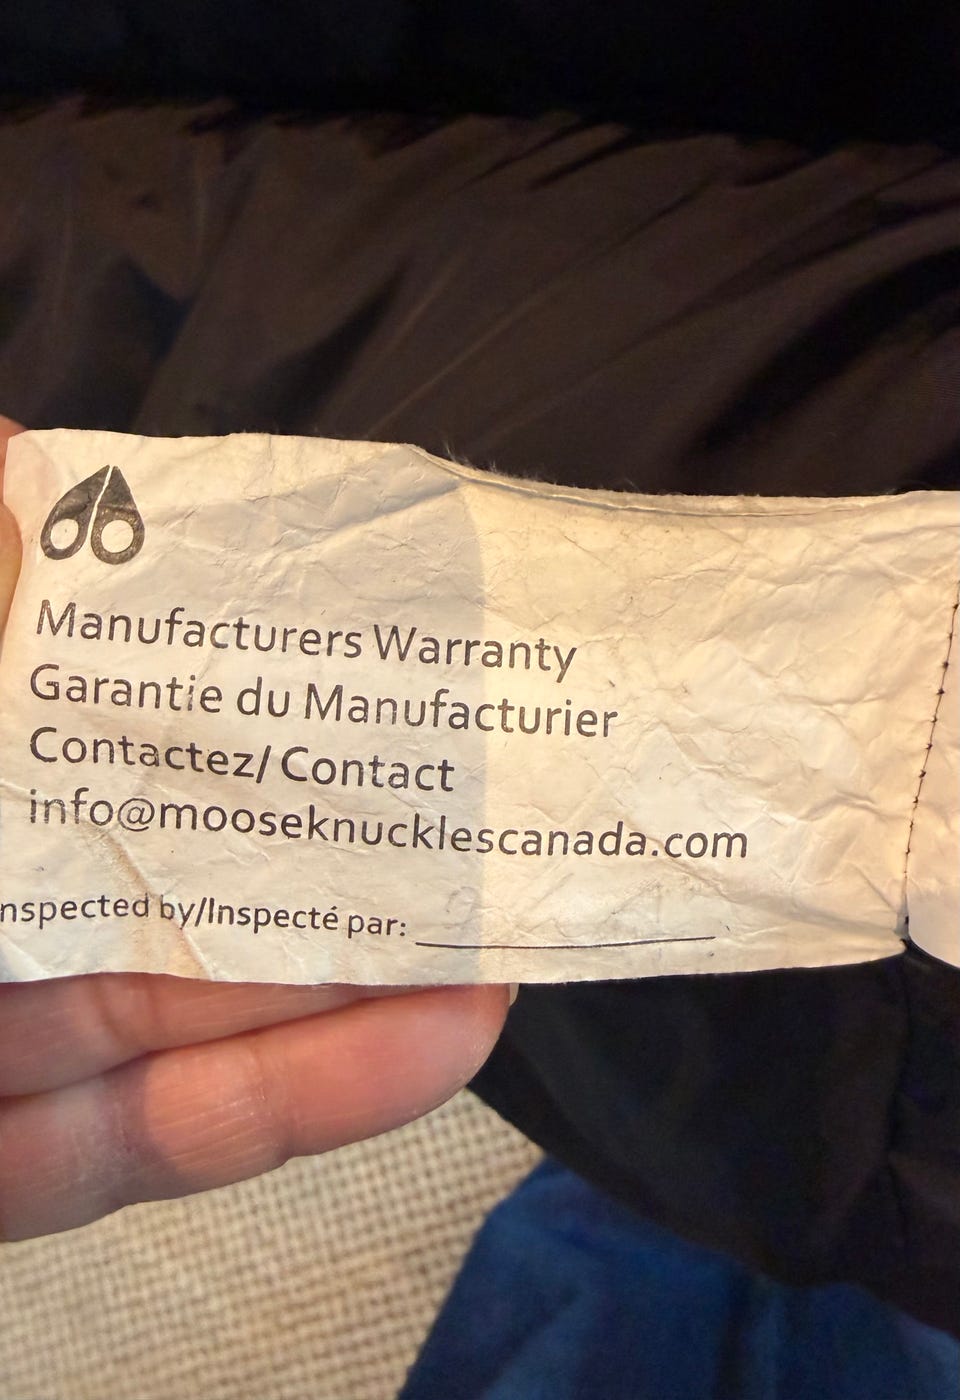 Manufacturers Warranty
Garantie du Manufacturier
Contactez/ Contact
info@mooseknucklescanada.com
nspected by/Inspecté par: